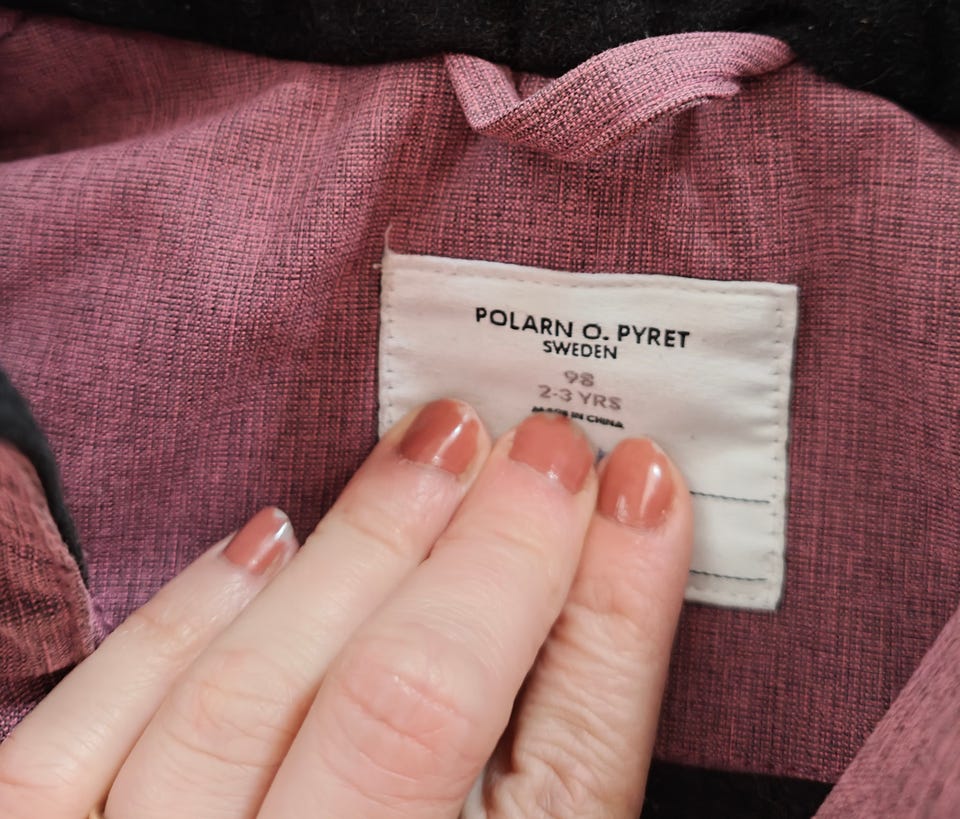 POLARN O. PYRET
SWEDEN
98
2-3 YRS
MADE IN CHINA